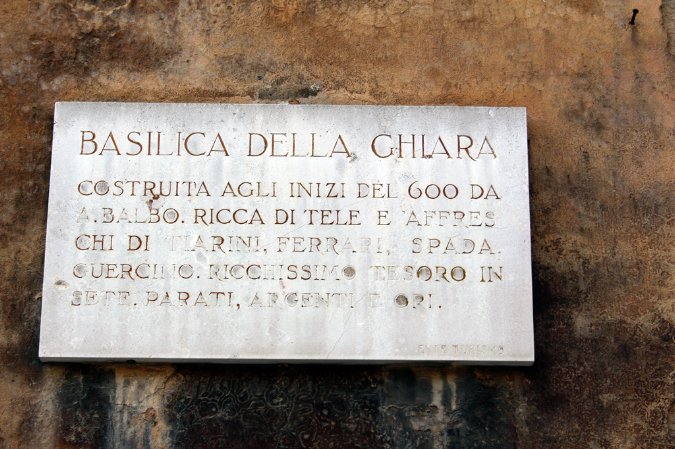 BASILICA DELLA GHIARA
COSTRUITA AGLI INIZI DEL 600 DA
A. BALBO. RICCA DI TELE E AFFRES
CHI DI TIARINI, FERRARI, SPADA.
GUERCINO. RICCHISSIMO TESORO IN
SETE. PARATI, ARGENTI E ORI.